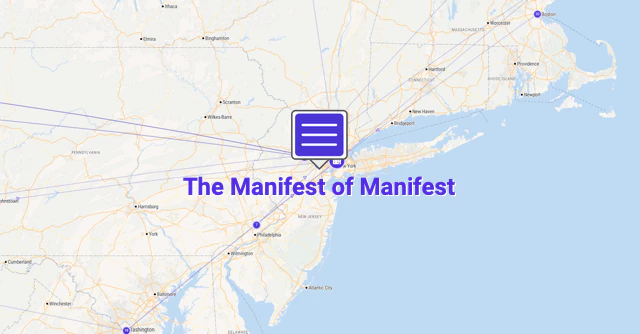 Ithaca
Boston
Worcester
Elmira
Binghamton
MASSACHUSETTS
Providence
Hartford
CONNECTICUT
RHODE ISLAND
Scranton
Newport
New Haven
Wilkes-Barre
Bridgeport
PENNSYLVANIA
York
The Manifest of Manifest
Harrisburg
NEW JERSEY
York
Philadelphia
Wilmington
Cumberland
Atlantic City
Baltimore
Winchester
Washington
DELAWARE